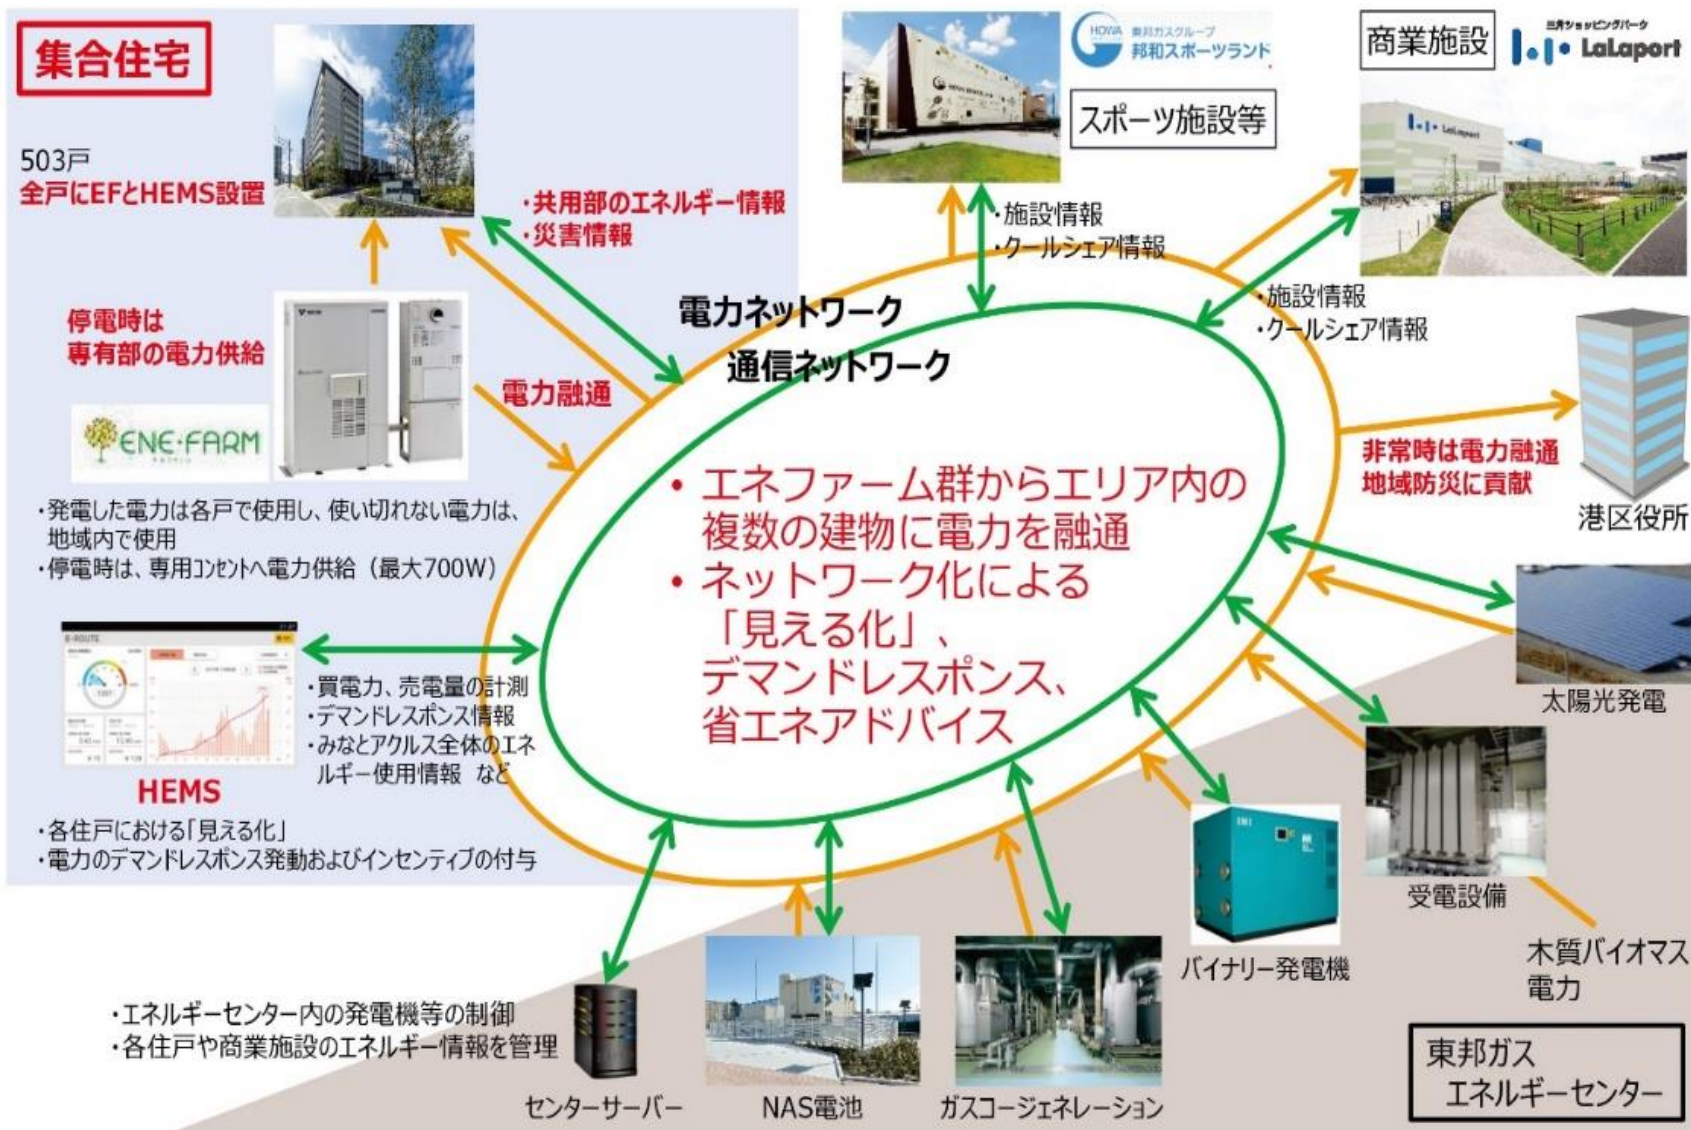 集合住宅
503戸
全戸にEFとHEMS設置
・共用部のエネルギー情報
・災害情報
HOWA
東邦ガスグループ
邦和スポーツランド
スポーツ施設等
商業施設
三井ショッピングパーク
LaLaport
LaLaport
・施設情報
・クールシェア情報
・施設情報
・クールシェア情報
停電時は
専有部の電力供給
ENE・FARM
電力融通
電力ネットワーク
通信ネットワーク
・発電した電力は各戸で使用し、使い切れない電力は、
地域内で使用
・停電時は、専用コンセントへ電力供給（最大700W）
• エネファーム群からエリア内の
複数の建物に電力を融通
• ネットワーク化による
「見える化」、
デマンドレスポンス、
省エネアドバイス
非常時は電力融通
地域防災に貢献
港区役所
太陽光発電
・買電力、売電量の計測
・デマンドレスポンス情報
・みなとアクルス全体のエネ
ルギー使用情報 など
HEMS
・各住戸における「見える化」
・電力のデマンドレスポンス発動およびインセンティブの付与
受電設備
バイナリー発電機
木質バイオマス
電力
・エネルギーセンター内の発電機等の制御
・各住戸や商業施設のエネルギー情報を管理
センターサーバー
NAS電池
ガスコージェネレーション
東邦ガス
エネルギーセンター